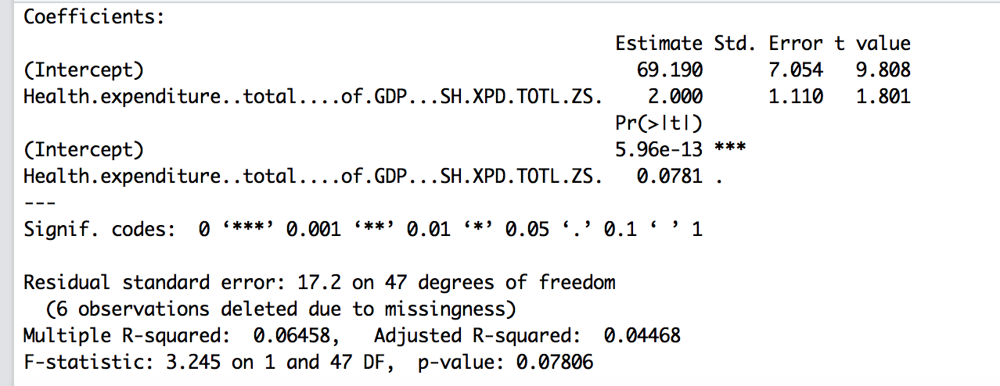 Coefficients:
Estimate Std. Error t value
(Intercept) 69.190 7.054 9.808
Health.expenditure..total....of.GDP...SH.XPD.TOTL.ZS. 2.000 1.110 1.801
Pr(>|t|)
(Intercept) 5.96e-13 ***
Health.expenditure..total....of.GDP...SH.XPD.TOTL.ZS. 0.0781 .
---
Signif. codes: 0 ‘***’ 0.001 ‘**’ 0.01 ‘*’ 0.05 ‘.’ 0.1 ‘ ’ 1
Residual standard error: 17.2 on 47 degrees of freedom
(6 observations deleted due to missingness)
Multiple R-squared: 0.06458, Adjusted R-squared: 0.04468
F-statistic: 3.245 on 1 and 47 DF, p-value: 0.07806